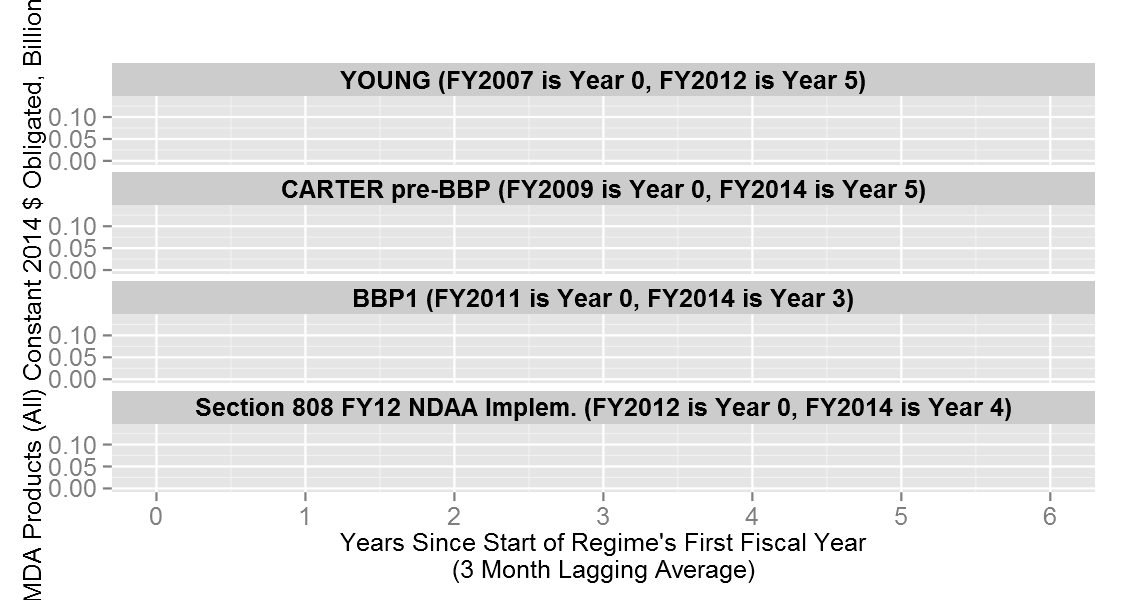 MDA Products (All) Constant 2014 $ Obligated, Billion
YOUNG (FY2007 is Year 0, FY2012 is Year 5)
0.10
0.05
0.00
CARTER pre-BBP (FY2009 is Year 0, FY2014 is Year 5)
0.10
0.05
0.00
BBP1 (FY2011 is Year 0, FY2014 is Year 3)
0.10
0.05
0.00
Section 808 FY12 NDAA Implem. (FY2012 is Year 0, FY2014 is Year 4)
0.10
0.05
0.00
0 1 2 3 4 5 6
Years Since Start of Regime's First Fiscal Year
(3 Month Lagging Average)